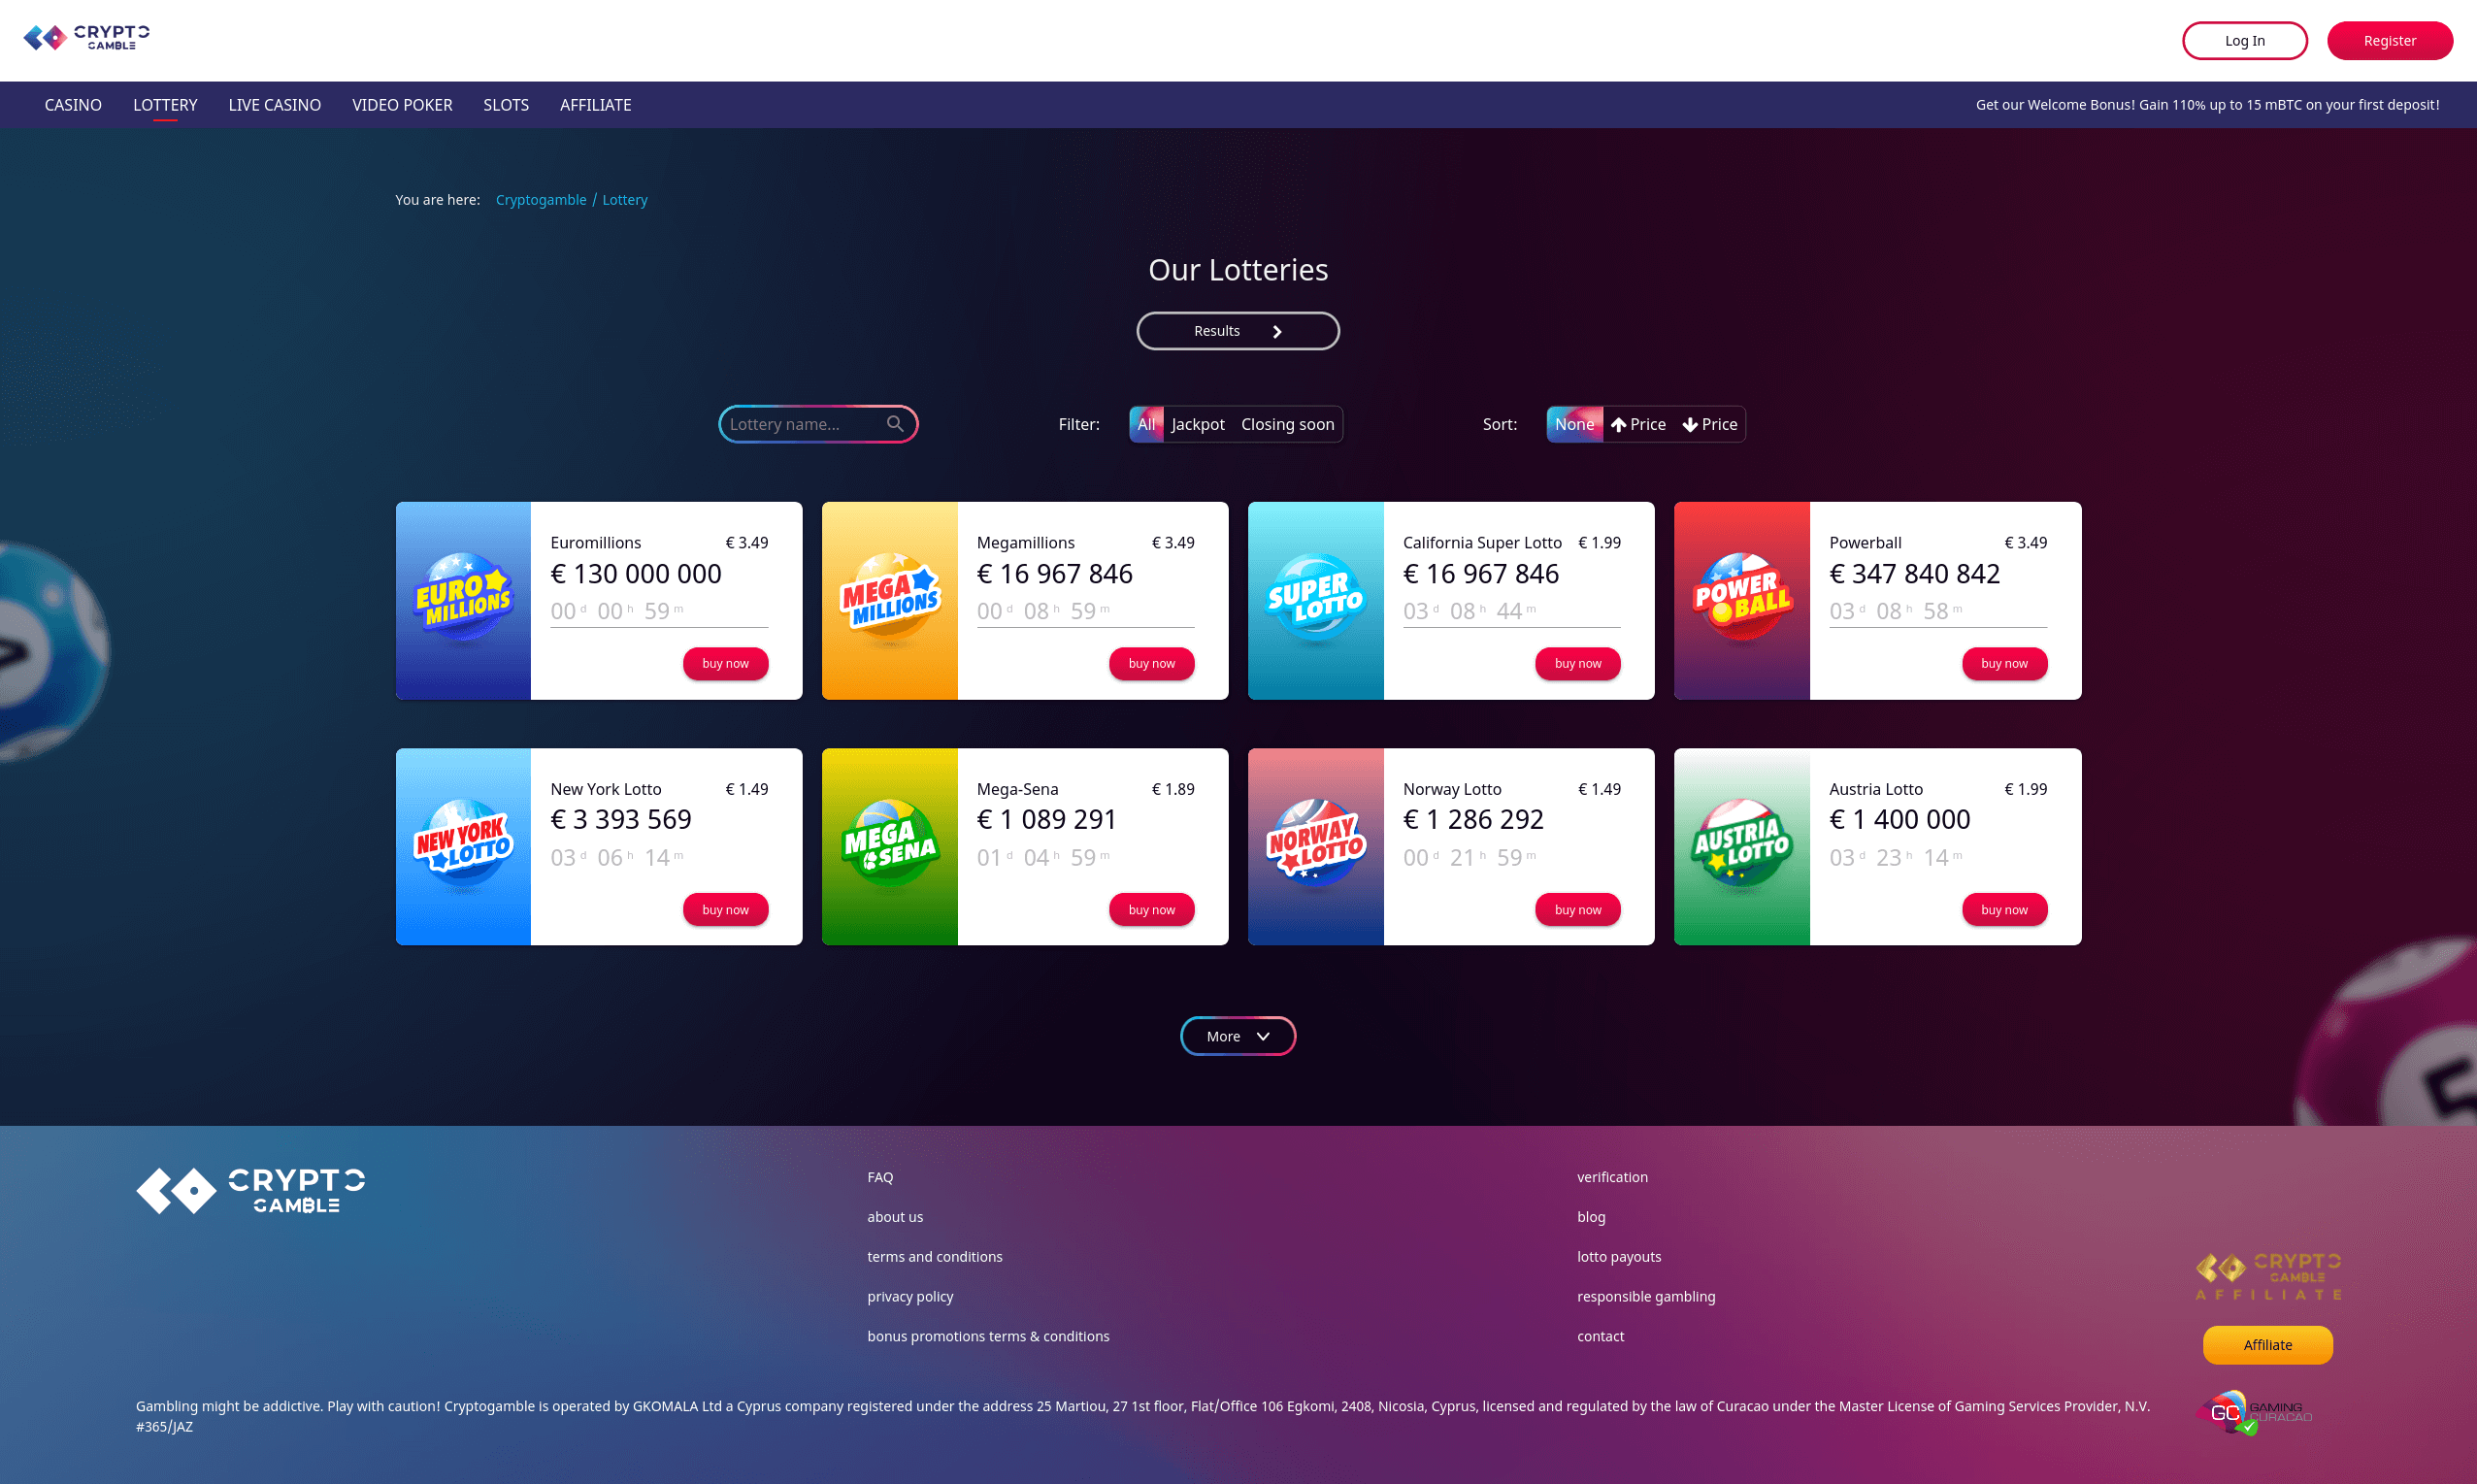 CRYPTO
GAMBLE
Log In
Register
CASINO LOTTERY LIVE CASINO VIDEO POKER SLOTS AFFILIATE
Get our Welcome Bonus! Gain 110% up to 15 mBTC on your first deposit!
You are here: Cryptogamble / Lottery
Our Lotteries
Results
Lottery name...
Filter: All Jackpot Closing soon
Sort: None Price Price
EURO
MILLIONS
Euromillions € 3.49
€ 130 000 000
00 d 00 h 59 m
buy now
MEGA
MILLIONS
Megamillions € 3.49
€ 16 967 846
00 d 08 h 59 m
buy now
SUPER
LOTTO
California Super Lotto € 1.99
€ 16 967 846
03 d 08 h 44 m
buy now
POWER
BALL
Powerball € 3.49
€ 347 840 842
03 d 08 h 58 m
buy now
NEW YORK
LOTTO
New York Lotto € 1.49
€ 3 393 569
03 d 06 h 14 m
buy now
MEGA
SENA
Mega-Sena € 1.89
€ 1 089 291
01 d 04 h 59 m
buy now
NORWAY
LOTTO
Norway Lotto € 1.49
€ 1 286 292
00 d 21 h 59 m
buy now
AUSTRIA
LOTTO
Austria Lotto € 1.99
€ 1 400 000
03 d 23 h 14 m
buy now
More
5
CRYPTO
GAMBLE
FAQ
about us
terms and conditions
privacy policy
bonus promotions terms & conditions
verification
blog
lotto payouts
responsible gambling
contact
CRYPTO
GAMBLE
AFFILIATE
Affiliate
Gambling might be addictive. Play with caution! Cryptogamble is operated by GKOMALA Ltd a Cyprus company registered under the address 25 Martiou, 27 1st floor, Flat/Office 106 Egkomi, 2408, Nicosia, Cyprus, licensed and regulated by the law of Curacao under the Master License of Gaming Services Provider, N.V.
#365/JAZ
GC GAMING
CURACAO